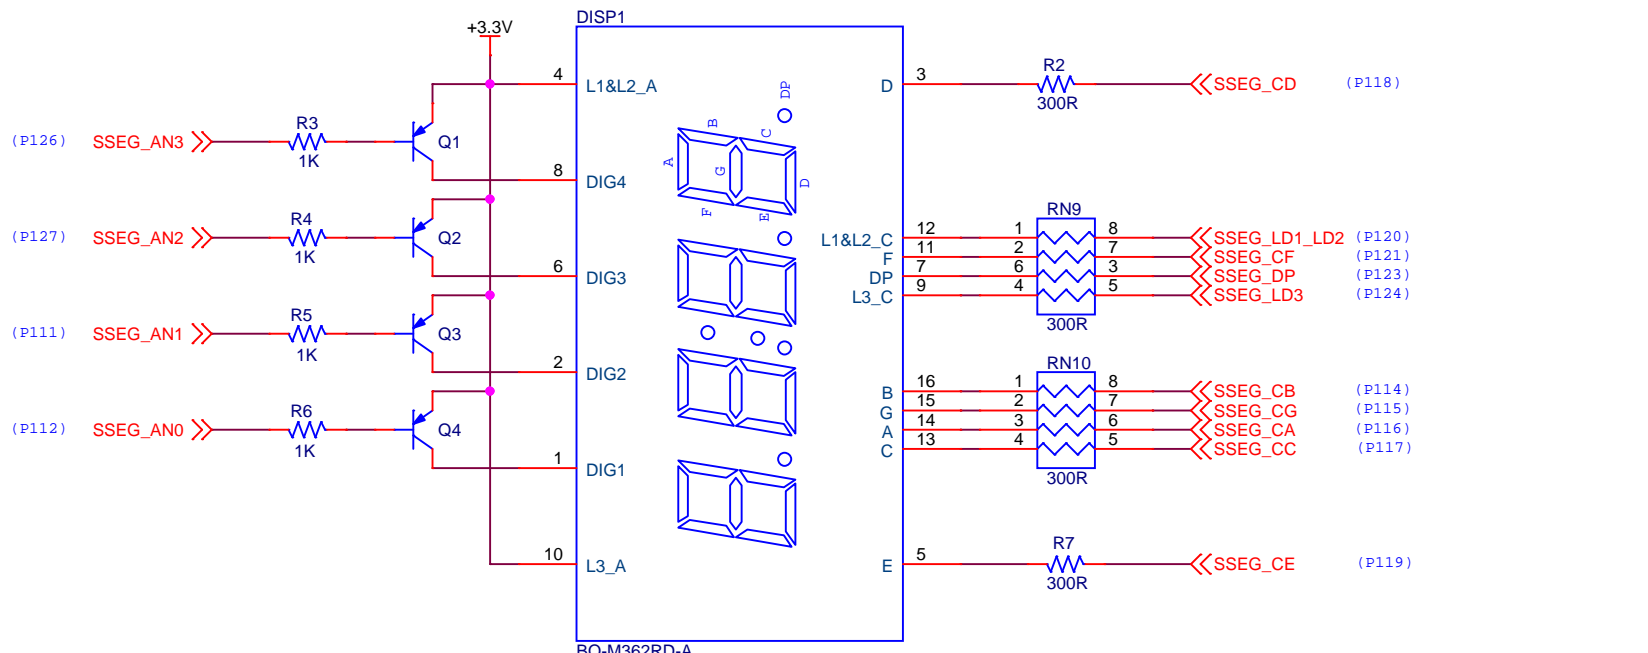 DISP1
+3.3V
4 L1&L2_A
DP
D 3 R2 300R SSEG_CD (P118)
(P126) SSEG_AN3 R3 1K Q1
A B C G D F E
8 DIG4
(P127) SSEG_AN2 R4 1K Q2
6 DIG3
(P111) SSEG_AN1 R5 1K Q3
2 DIG2
(P112) SSEG_AN0 R6 1K Q4
1 DIG1
10 L3_A
RN9
L1&L2_C 12 1 8 SSEG_LD1_LD2 (P120)
F 11 2 7 SSEG_CF (P121)
DP 7 6 3 SSEG_DP (P123)
L3_C 9 4 5 SSEG_LD3 (P124)
300R
RN10
B 16 1 8 SSEG_CB (P114)
G 15 2 7 SSEG_CG (P115)
A 14 3 6 SSEG_CA (P116)
C 13 4 5 SSEG_CC (P117)
300R
E 5 R7 300R SSEG_CE (P119)
BQ-M362RD-A